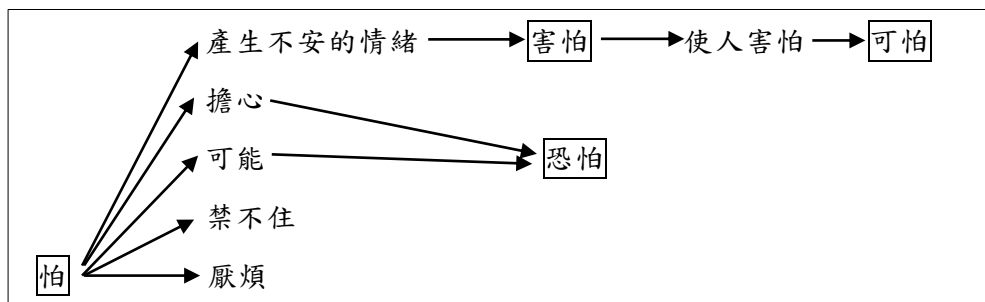 產生不安的情緒 害怕 使人害怕 可怕
擔心
可能 恐怕
禁不住
怕 厭煩